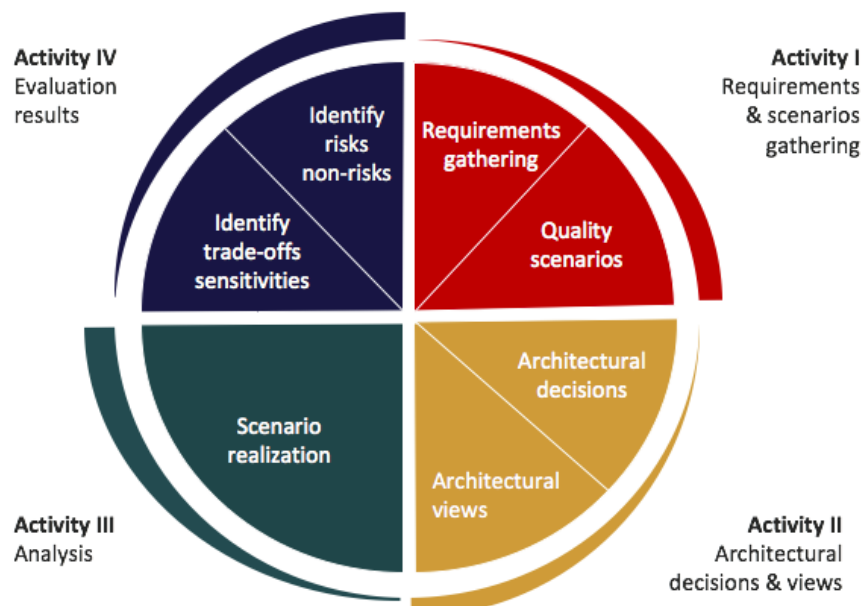 Activity IV
Evaluation
results
Activity I
Requirements
& scenarios
gathering
Identify
risks
non-risks
Requirements
gathering
Identify
trade-offs
sensitivities
Quality
scenarios
Scenario
realization
Architectural
decisions
Architectural
views
Activity III
Analysis
Activity II
Architectural
decisions & views